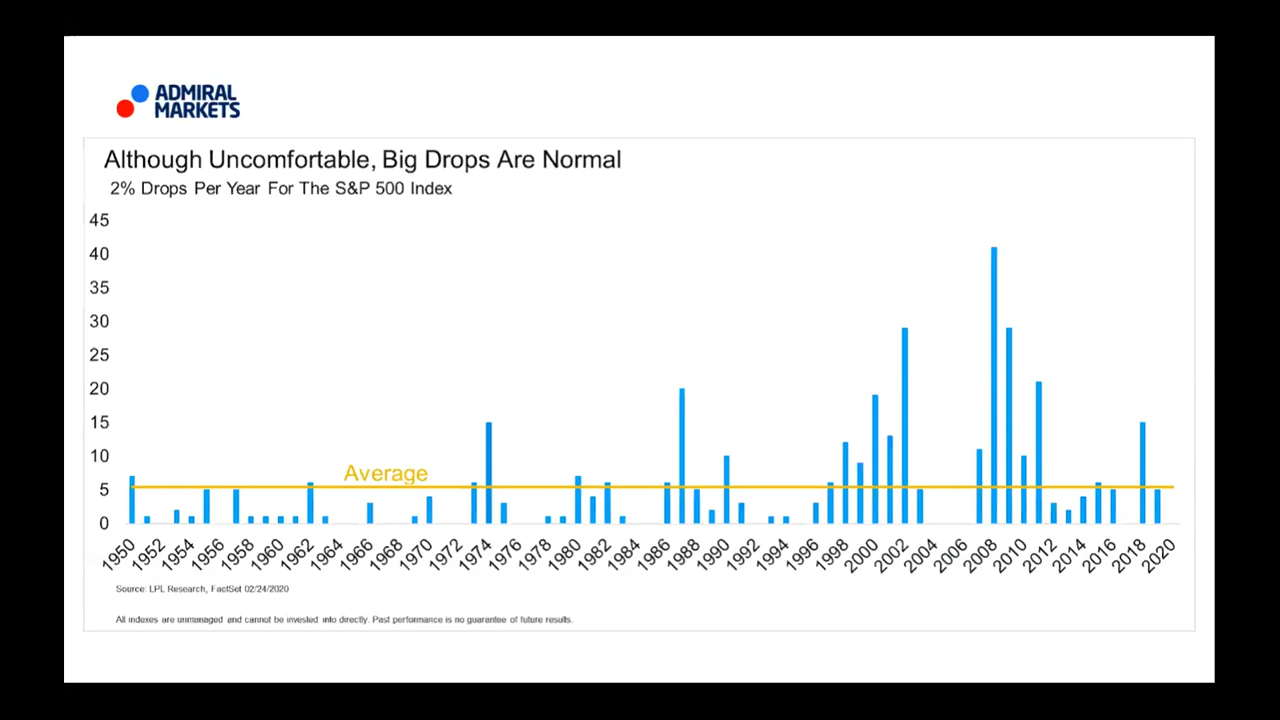 ADMIRAL
MARKETS
Although Uncomfortable, Big Drops Are Normal
2% Drops Per Year For The S&P 500 Index
45
40
35
30
25
20
15
10
5
0
Average
1950 1952 1954 1956 1958 1960 1962 1964 1966 1968 1970 1972 1974 1976 1978 1980 1982 1984 1986 1988 1990 1992 1994 1996 1998 2000 2002 2004 2006 2008 2010 2012 2014 2016 2018 2020
Source: LPL Research, FactSet 02/24/2020
All indexes are unmanaged and cannot be invested into directly. Past performance is no guarantee of future results.